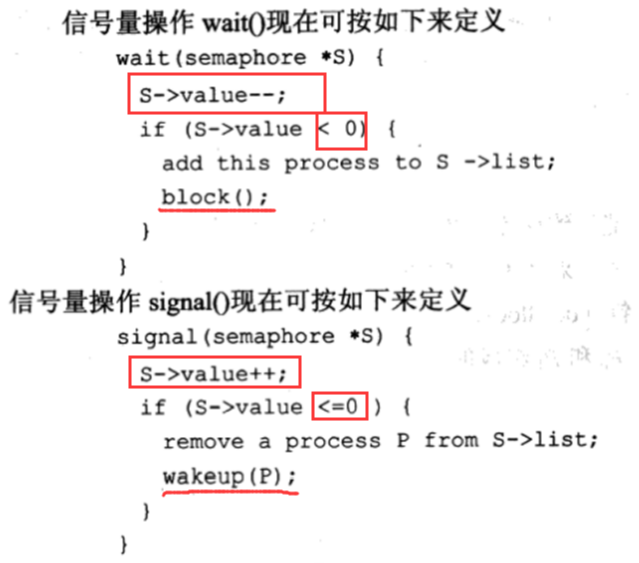 信号量操作 wait()现在可按如下来定义
wait(semaphore *S) {
S->value--;
if (S->value < 0) {
add this process to S ->list;
block();
}
}
信号量操作 signal()现在可按如下来定义
signal(semaphore *S) {
S->value++;
if (S->value <=0 ) {
remove a process P from S->list;
wakeup(P);
}
}